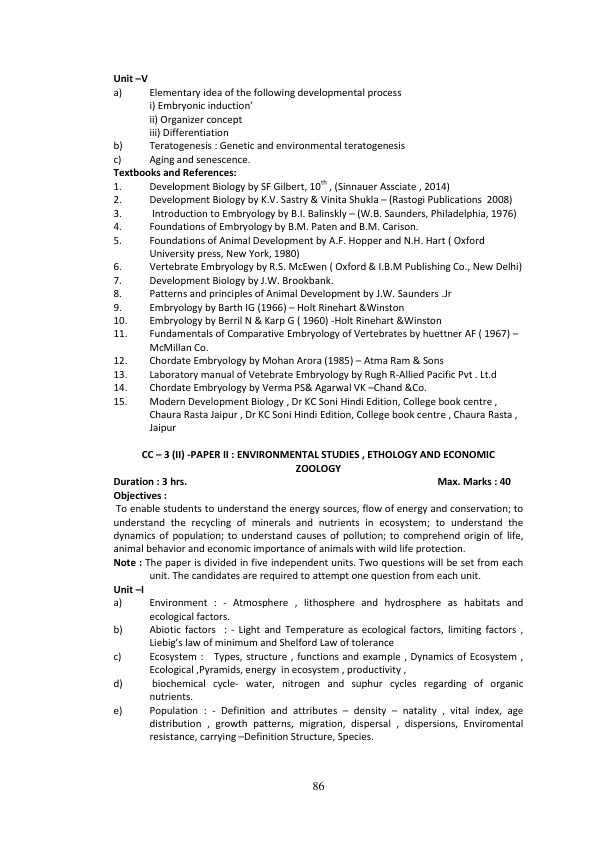 Unit –V
a) Elementary idea of the following developmental process
i) Embryonic induction’
ii) Organizer concept
iii) Differentiation
b) Teratogenesis : Genetic and environmental teratogenesis
c) Aging and senescence.
Textbooks and References:
1. Development Biology by SF Gilbert, 10th , (Sinnauer Assciate , 2014)
2. Development Biology by K.V. Sastry & Vinita Shukla – (Rastogi Publications 2008)
3. Introduction to Embryology by B.I. Balinskly – (W.B. Saunders, Philadelphia, 1976)
4. Foundations of Embryology by B.M. Paten and B.M. Carison.
5. Foundations of Animal Development by A.F. Hopper and N.H. Hart ( Oxford
University press, New York, 1980)
6. Vertebrate Embryology by R.S. McEwen ( Oxford & I.B.M Publishing Co., New Delhi)
7. Development Biology by J.W. Brookbank.
8. Patterns and principles of Animal Development by J.W. Saunders .Jr
9. Embryology by Barth IG (1966) – Holt Rinehart &Winston
10. Embryology by Berril N & Karp G ( 1960) -Holt Rinehart &Winston
11. Fundamentals of Comparative Embryology of Vertebrates by huettner AF ( 1967) –
McMillan Co.
12. Chordate Embryology by Mohan Arora (1985) – Atma Ram & Sons
13. Laboratory manual of Vetebrate Embryology by Rugh R-Allied Pacific Pvt . Lt.d
14. Chordate Embryology by Verma PS& Agarwal VK –Chand &Co.
15. Modern Development Biology , Dr KC Soni Hindi Edition, College book centre ,
Chaura Rasta Jaipur , Dr KC Soni Hindi Edition, College book centre , Chaura Rasta ,
Jaipur
CC – 3 (II) -PAPER II : ENVIRONMENTAL STUDIES , ETHOLOGY AND ECONOMIC
ZOOLOGY
Duration : 3 hrs. Max. Marks : 40
Objectives :
To enable students to understand the energy sources, flow of energy and conservation; to
understand the recycling of minerals and nutrients in ecosystem; to understand the
dynamics of population; to understand causes of pollution; to comprehend origin of life,
animal behavior and economic importance of animals with wild life protection.
Note : The paper is divided in five independent units. Two questions will be set from each
unit. The candidates are required to attempt one question from each unit.
Unit –I
a) Environment : - Atmosphere , lithosphere and hydrosphere as habitats and
ecological factors.
b) Abiotic factors : - Light and Temperature as ecological factors, limiting factors ,
Liebig’s law of minimum and Shelford Law of tolerance
c) Ecosystem : Types, structure , functions and example , Dynamics of Ecosystem ,
Ecological ,Pyramids, energy in ecosystem , productivity ,
d) biochemical cycle- water, nitrogen and suphur cycles regarding of organic
nutrients.
e) Population : - Definition and attributes – density – natality , vital index, age
distribution , growth patterns, migration, dispersal , dispersions, Enviromental
resistance, carrying –Definition Structure, Species.
86